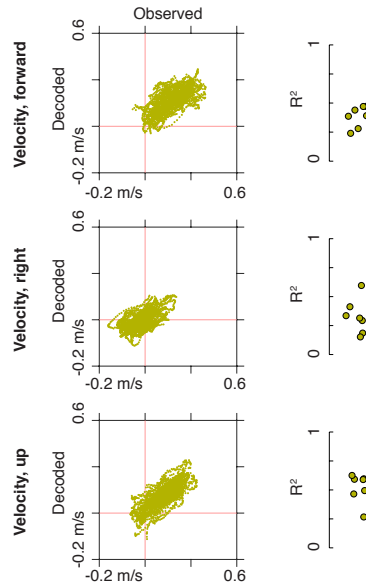 Observed
Velocity, forward
Decoded
0.6
-0.2 m/s
-0.2 m/s
0.6
R²
1
0
Velocity, right
Decoded
0.6
-0.2 m/s
-0.2 m/s
0.6
R²
1
0
Velocity, up
Decoded
0.6
-0.2 m/s
-0.2 m/s
0.6
R²
1
0